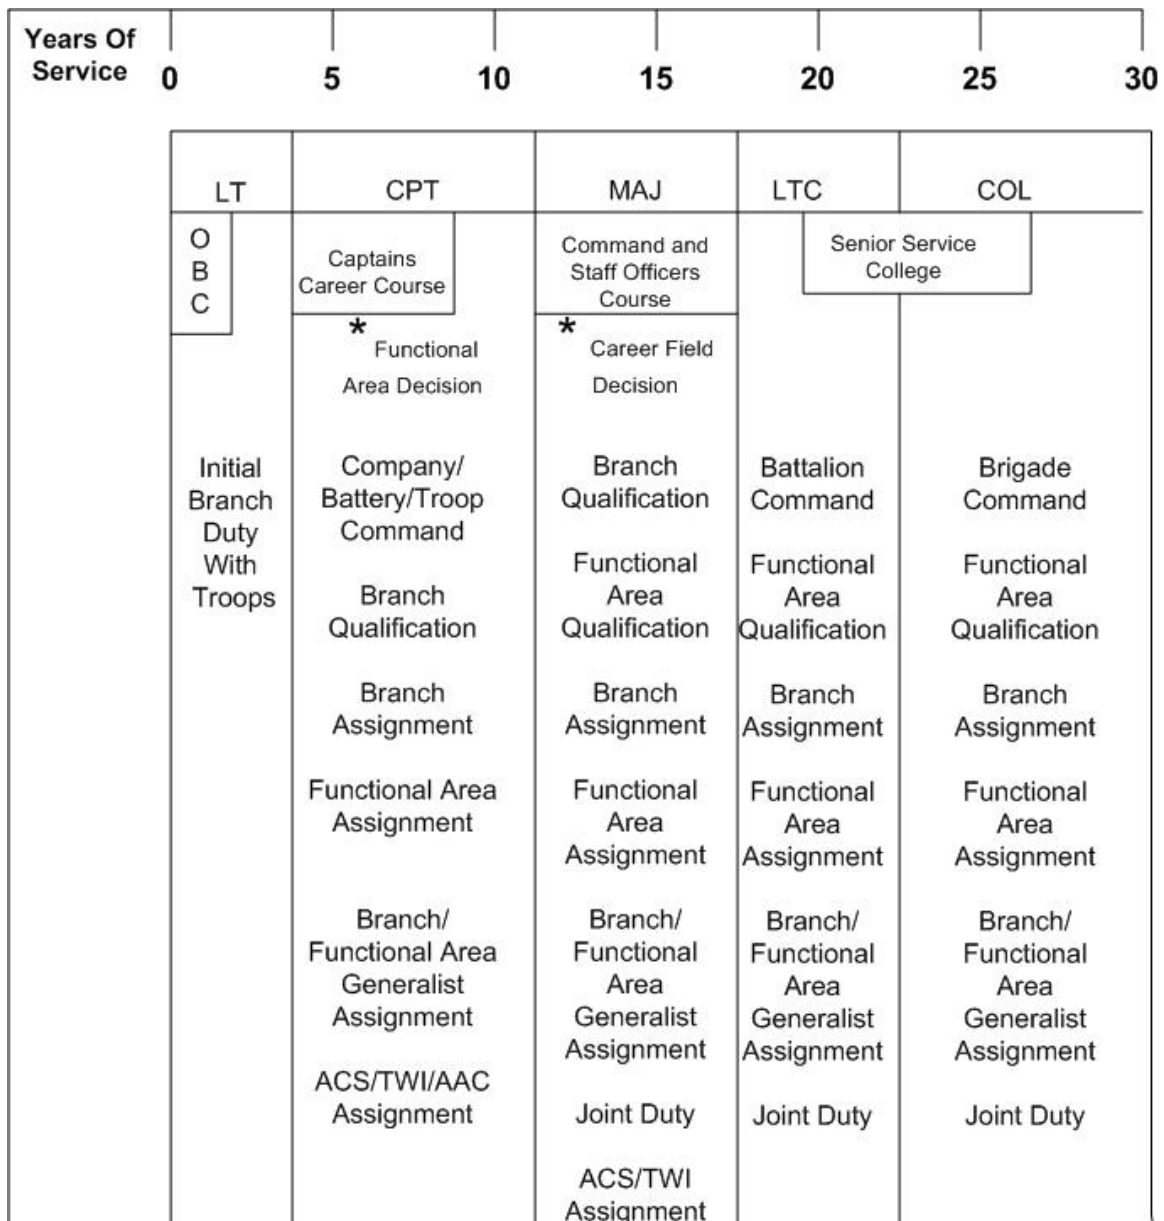 Years Of
Service
0 5 10 15 20 25 30
LT CPT MAJ LTC COL
O
B
C
Captains
Career Course
Command and
Staff Officers
Course
Senior Service
College
*
Functional
Area Decision
*
Career Field
Decision
Initial
Branch
Duty
With
Troops
Company/
Battery/Troop
Command
Branch
Qualification
Branch
Assignment
Functional Area
Assignment
Branch/
Functional Area
Generalist
Assignment
ACS/TWI/AAC
Assignment
Branch
Qualification
Functional
Area
Qualification
Branch
Assignment
Functional
Area
Assignment
Branch/
Functional
Area
Generalist
Assignment
Joint Duty
ACS/TWI
Assignment
Battalion
Command
Functional
Area
Qualification
Branch
Assignment
Functional
Area
Assignment
Branch/
Functional
Area
Generalist
Assignment
Joint Duty
Brigade
Command
Functional
Area
Qualification
Branch
Assignment
Functional
Area
Assignment
Branch/
Functional
Area
Generalist
Assignment
Joint Duty